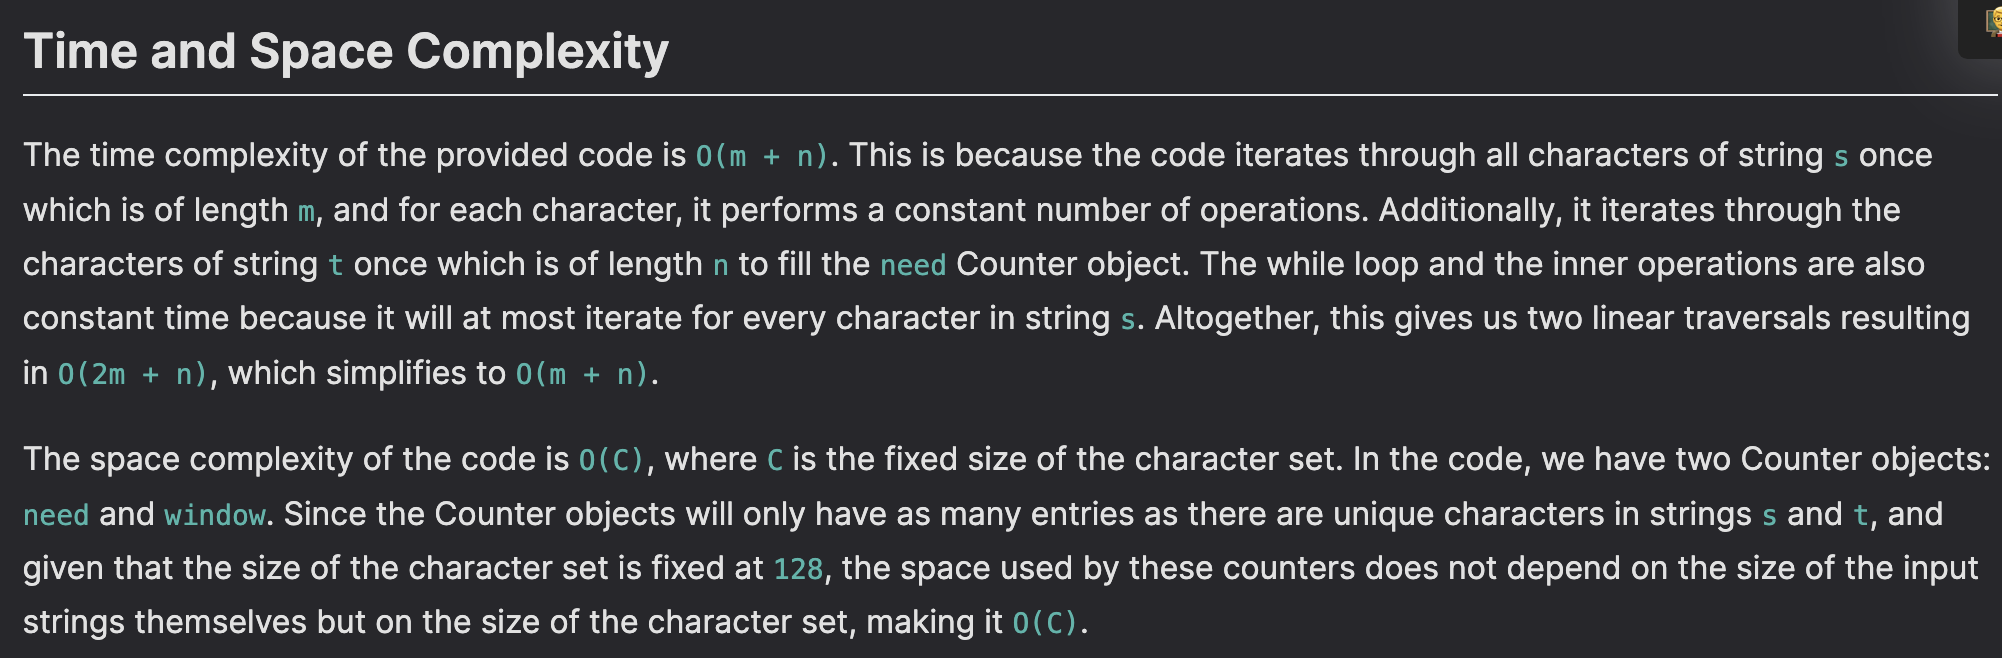 Time and Space Complexity
The time complexity of the provided code is O(m + n). This is because the code iterates through all characters of string s once
which is of length m, and for each character, it performs a constant number of operations. Additionally, it iterates through the
characters of string t once which is of length n to fill the need Counter object. The while loop and the inner operations are also
constant time because it will at most iterate for every character in string s. Altogether, this gives us two linear traversals resulting
in O(2m + n), which simplifies to O(m + n).
The space complexity of the code is O(C), where C is the fixed size of the character set. In the code, we have two Counter objects:
need and window. Since the Counter objects will only have as many entries as there are unique characters in strings s and t, and
given that the size of the character set is fixed at 128, the space used by these counters does not depend on the size of the input
strings themselves but on the size of the character set, making it O(C).